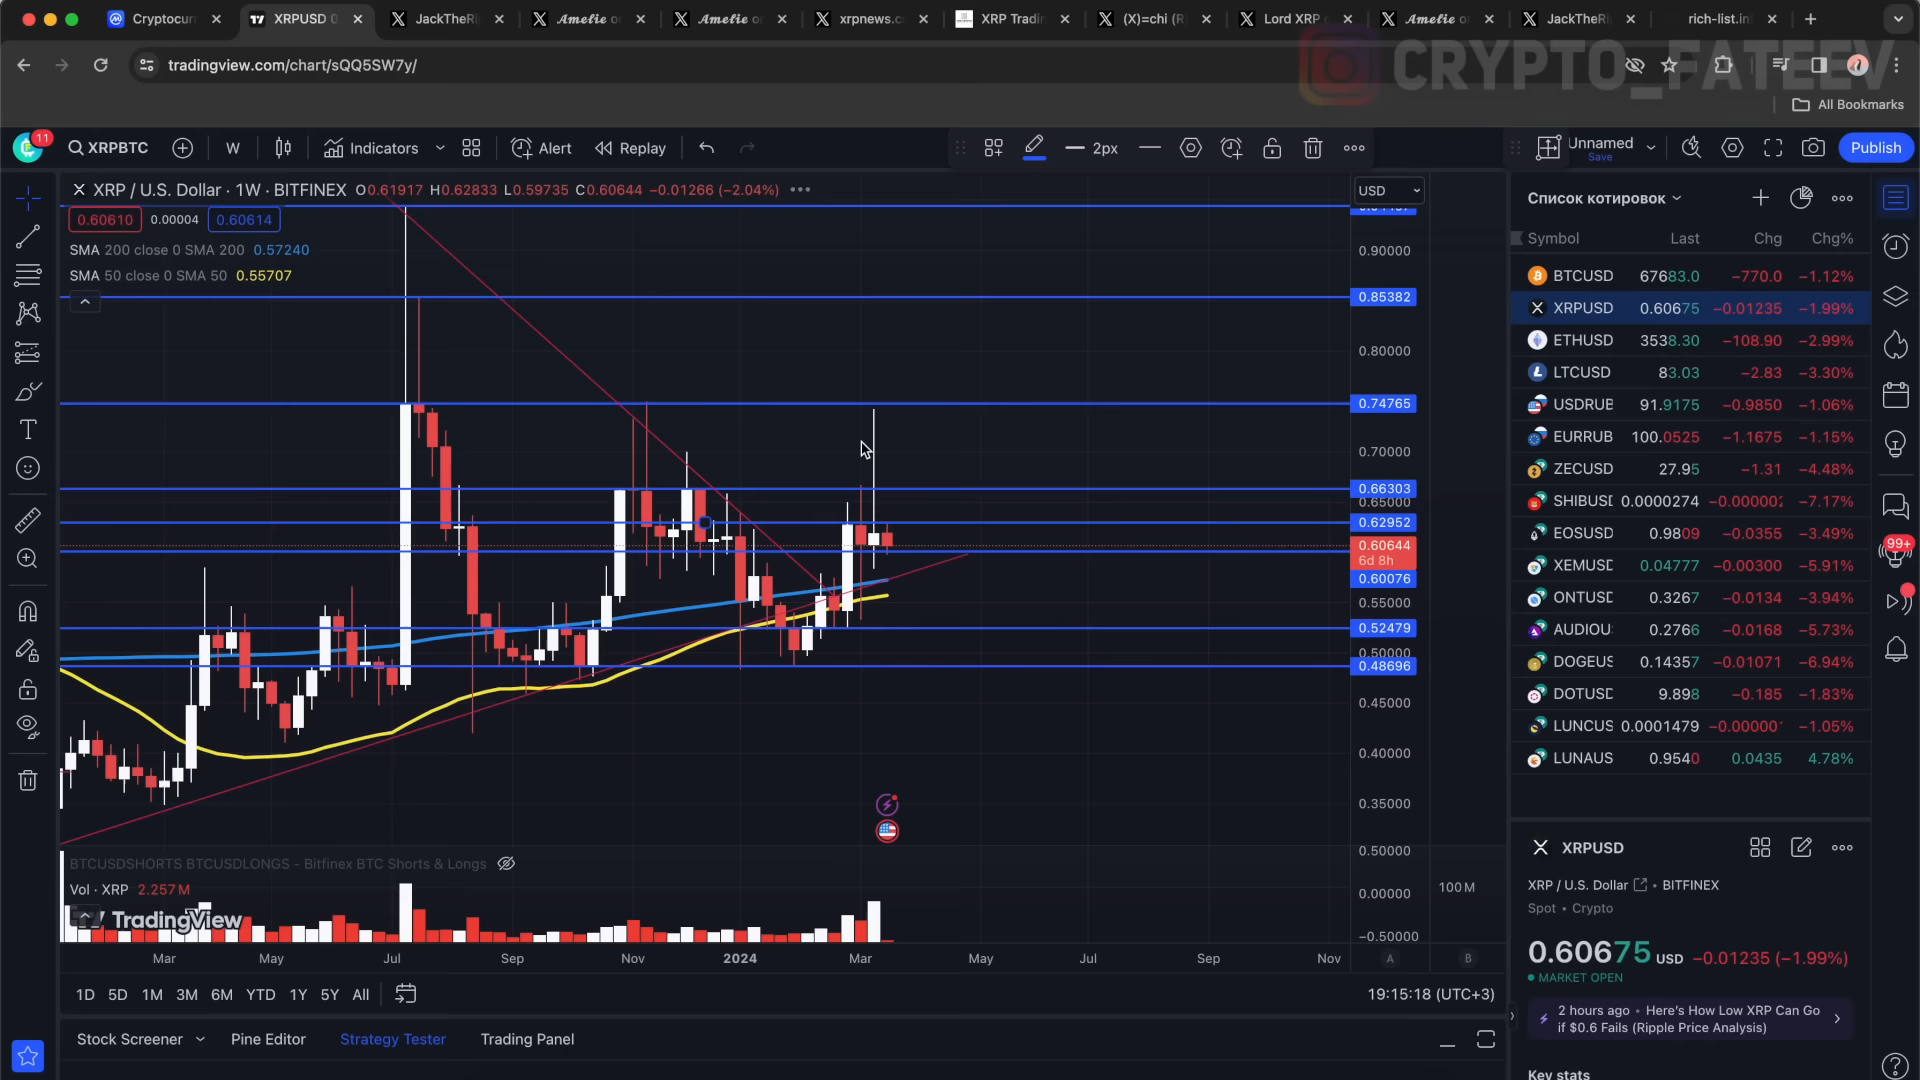 Cryptocur
XRPUSD 0
JackTheRi
Amelie o
Amelie o
xrpnews.c
XRP Tradin
(X)=chi (R
Lord XRP
Amelie o
JackTheRi
rich-list.in
tradingview.com/chart/sQQ5SW7y/
CRYPTO_FATEEV
All Bookmarks
11
XRPBTC
W
Indicators
Alert
Replay
2px
Unnamed
Save
Publish
XRP / U.S. Dollar · 1W · BITFINEX O0.61917 H0.62833 L0.59735 C0.60644 −0.01266 (−2.04%)
USD
0.60610 0.00004 0.60614
SMA 200 close 0 SMA 200 0.57240
SMA 50 close 0 SMA 50 0.55707
0.90000
0.85382
0.80000
0.74765
0.70000
0.66303
0.65000
0.62952
0.60644
6d 8h
0.60076
0.55000
0.52479
0.50000
0.48696
0.45000
0.40000
0.35000
0.50000
0.00000
100M
−0.50000
BTCUSDSHORTS BTCUSDLONGS - Bitfinex BTC Shorts & Longs
Vol · XRP 2.257M
TradingView
Mar May Jul Sep Nov 2024 Mar May Jul Sep Nov
A
B
1D 5D 1M 3M 6M YTD 1Y 5Y All
19:15:18 (UTC+3)
Stock Screener
Pine Editor
Strategy Tester
Trading Panel
Список котировок
Symbol Last Chg Chg%
BTCUSD 67683.0 −770.0 −1.12%
XRPUSD 0.60675 −0.01235 −1.99%
ETHUSD 3538.30 −108.90 −2.99%
LTCUSD 83.03 −2.83 −3.30%
USDRUB 91.9175 −0.9850 −1.06%
EURRUB 100.0525 −1.1675 −1.15%
ZECUSD 27.95 −1.31 −4.48%
SHIBUSD 0.0000274 −0.000002 −7.17%
EOSUSD 0.9809 −0.0355 −3.49%
XEMUSD 0.04777 −0.00300 −5.91%
ONTUSD 0.3267 −0.0134 −3.94%
AUDIOU 0.2766 −0.0168 −5.73%
DOGEUS 0.14357 −0.01071 −6.94%
DOTUSD 9.898 −0.185 −1.83%
LUNCUS 0.0001479 −0.00000 −1.05%
LUNAUS 0.9540 0.0435 4.78%
99+
XRPUSD
XRP / U.S. Dollar • BITFINEX
Spot • Crypto
0.60675 USD −0.01235 (−1.99%)
MARKET OPEN
2 hours ago • Here's How Low XRP Can Go
if $0.6 Fails (Ripple Price Analysis)
Key stats